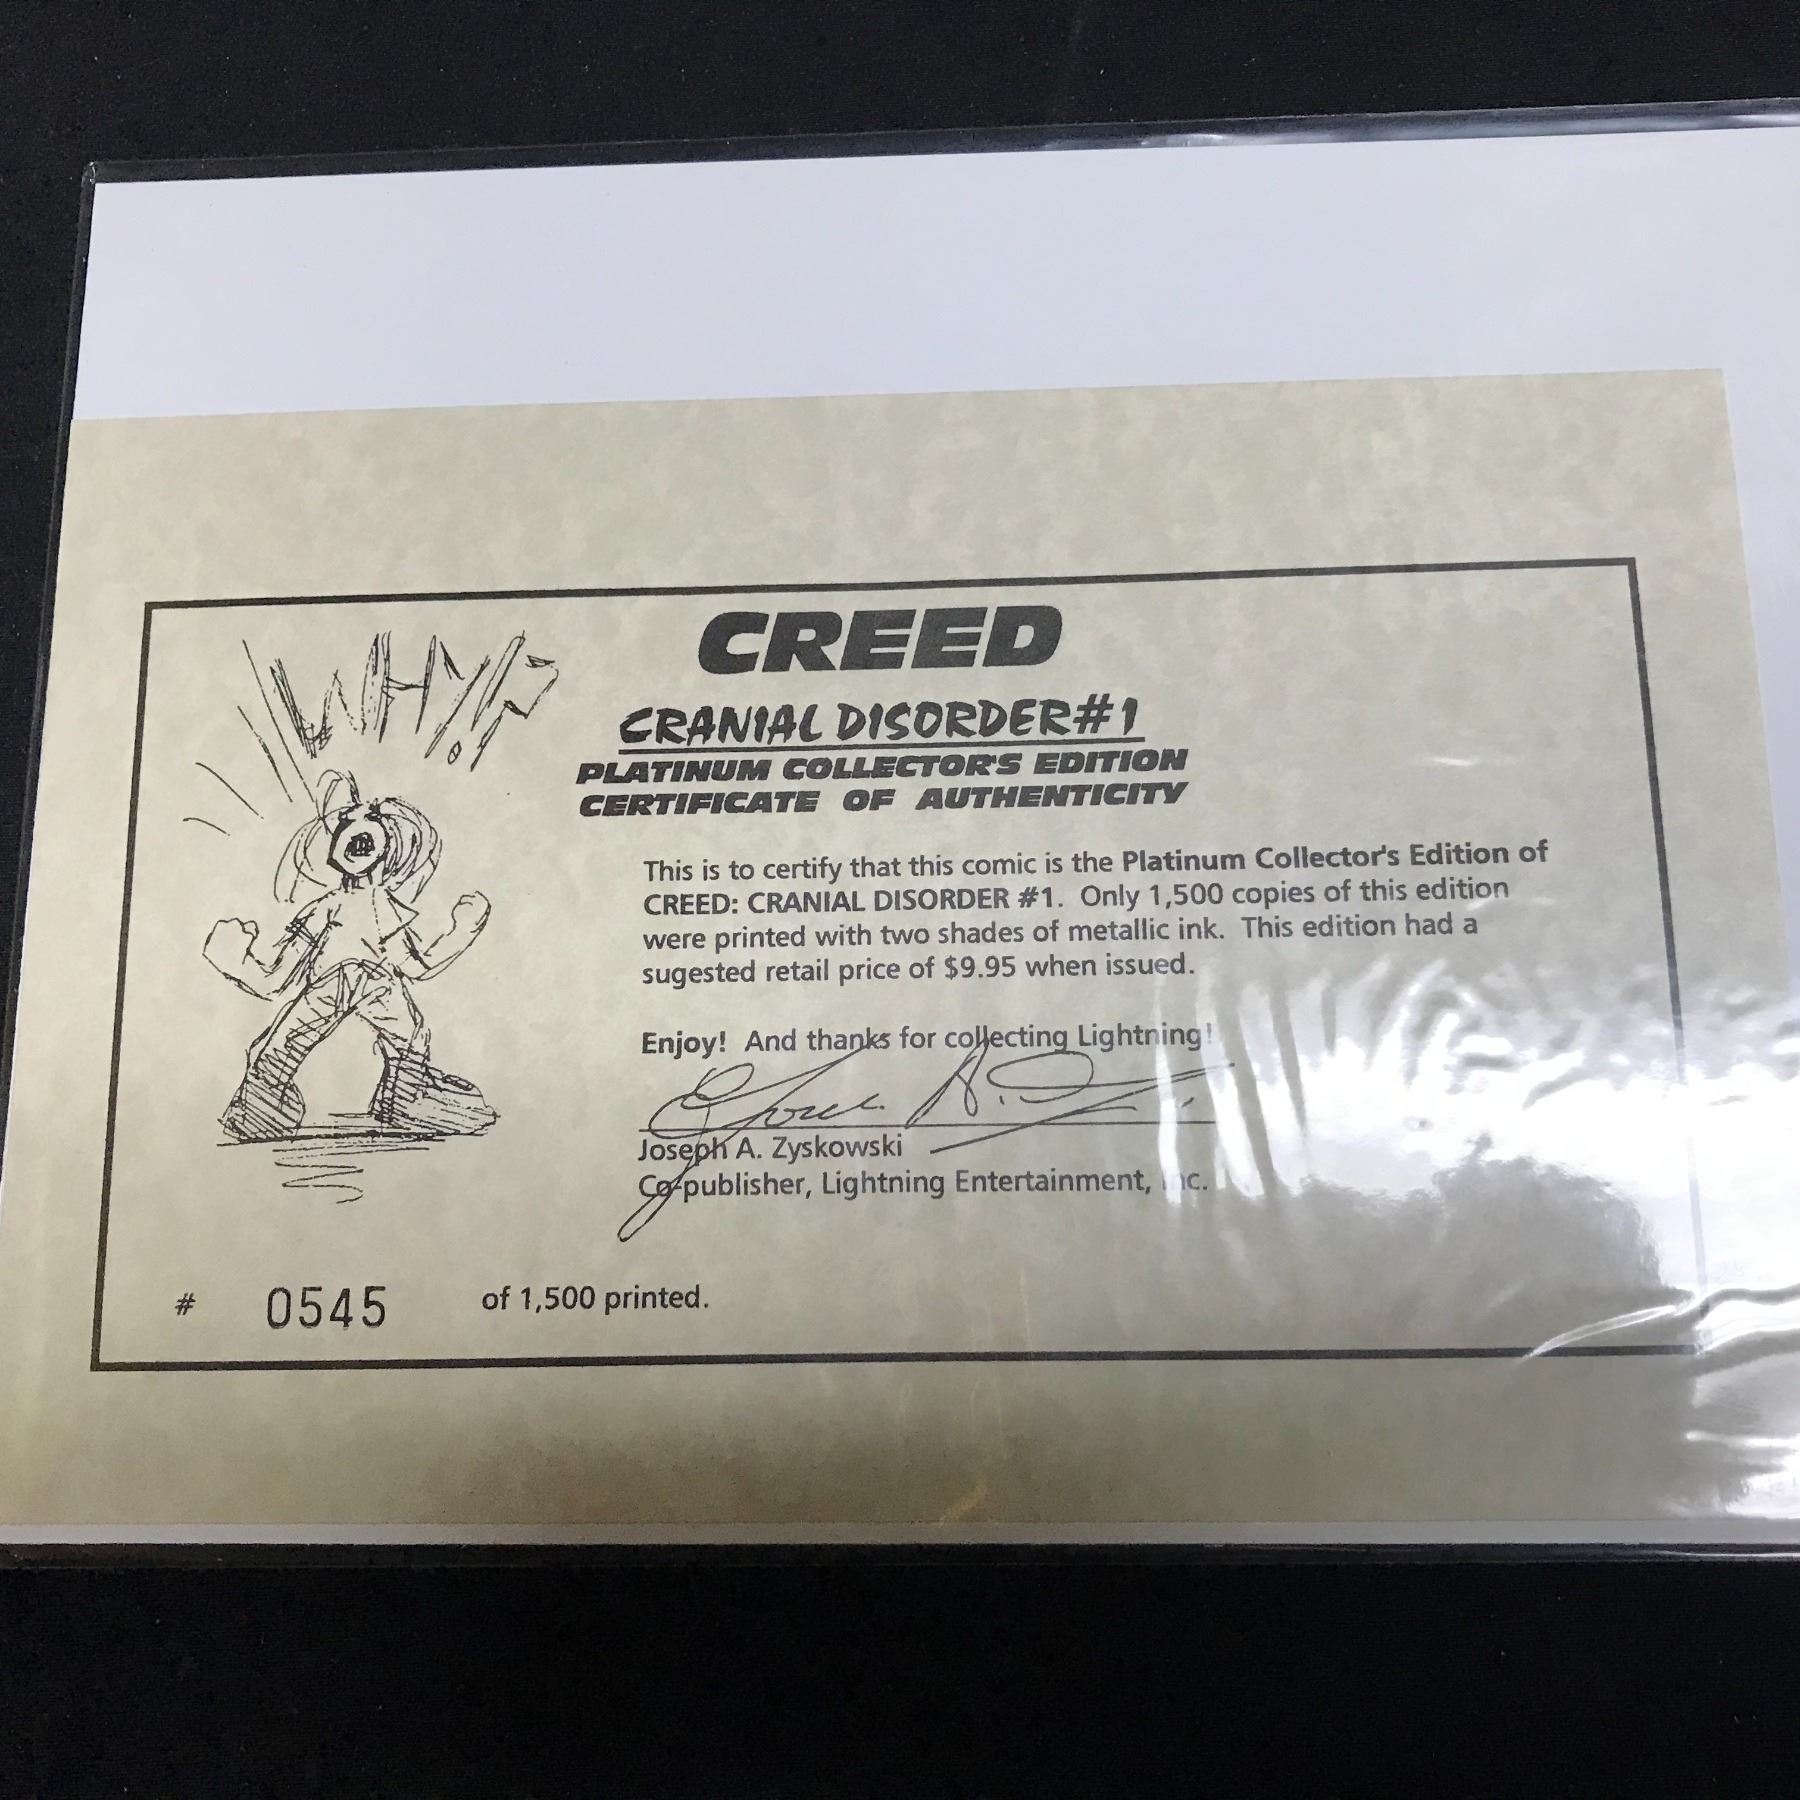 WHY!?
CREED
CRANIAL DISORDER#1
PLATINUM COLLECTOR'S EDITION
CERTIFICATE OF AUTHENTICITY
This is to certify that this comic is the Platinum Collector's Edition of
CREED: CRANIAL DISORDER #1. Only 1,500 copies of this edition
were printed with two shades of metallic ink. This edition had a
sugested retail price of $9.95 when issued.
Enjoy! And thanks for collecting Lightning!
Joseph A. Zyskowski
Co-publisher, Lightning Entertainment, Inc.
# 0545 of 1,500 printed.